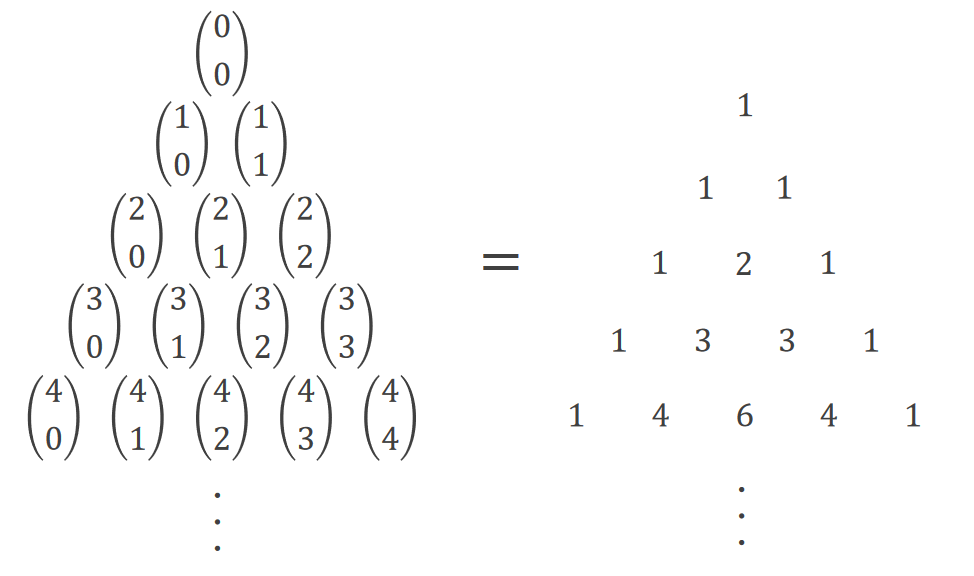 (0 0)
(1 0) (1 1)
(2 0) (2 1) (2 2)
(3 0) (3 1) (3 2) (3 3)
(4 0) (4 1) (4 2) (4 3) (4 4)
⋮
=
1
1 1
1 2 1
1 3 3 1
1 4 6 4 1
⋮